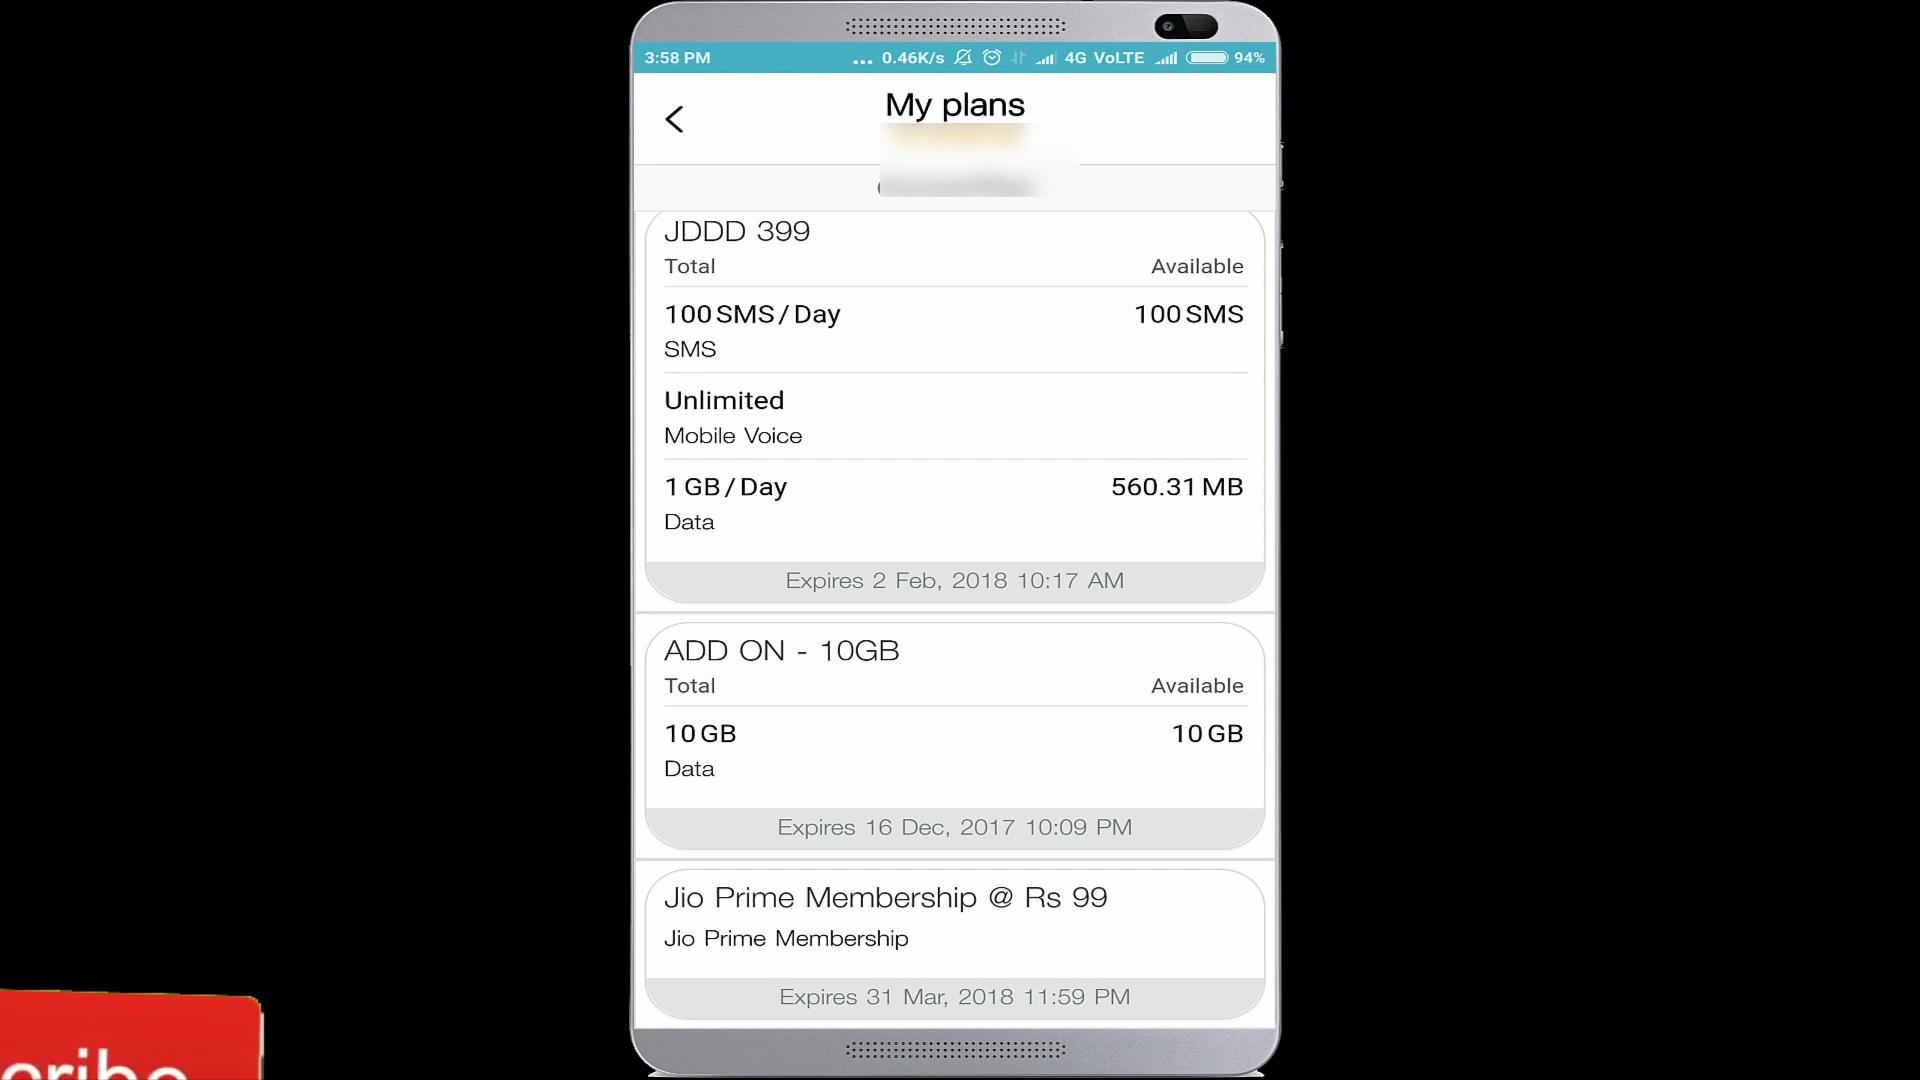 3:58 PM ... 0.46K/s 4G VoLTE 94%
My plans
JDDD 399
Total Available
100 SMS / Day 100 SMS
SMS
Unlimited
Mobile Voice
1 GB / Day 560.31 MB
Data
Expires 2 Feb, 2018 10:17 AM
ADD ON - 10GB
Total Available
10 GB 10 GB
Data
Expires 16 Dec, 2017 10:09 PM
Jio Prime Membership @ Rs 99
Jio Prime Membership
Expires 31 Mar, 2018 11:59 PM